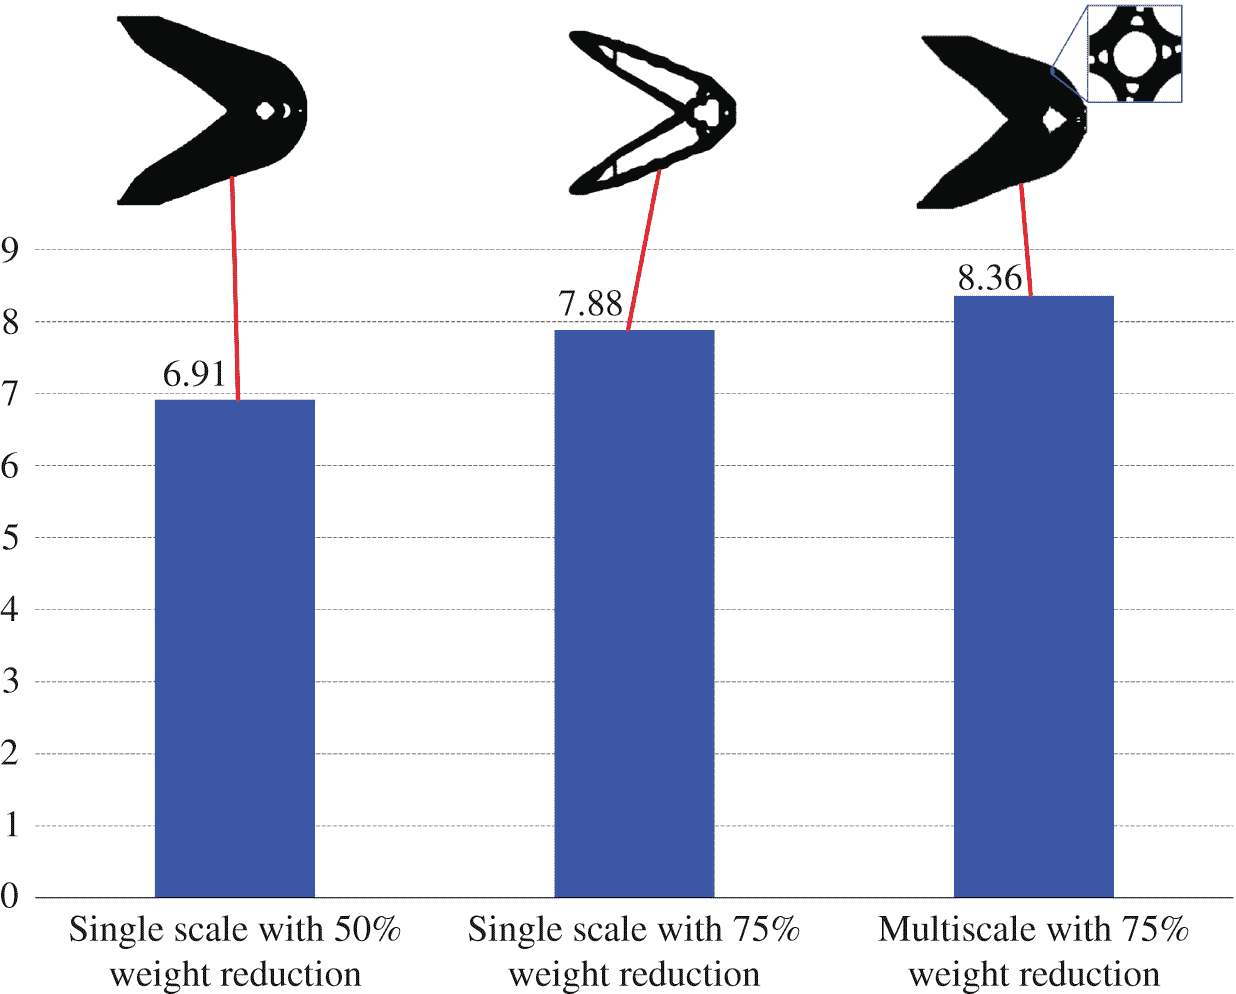 9
8
7
6
5
4
3
2
1
0
6.91
7.88
8.36
Single scale with 50%
weight reduction
Single scale with 75%
weight reduction
Multiscale with 75%
weight reduction